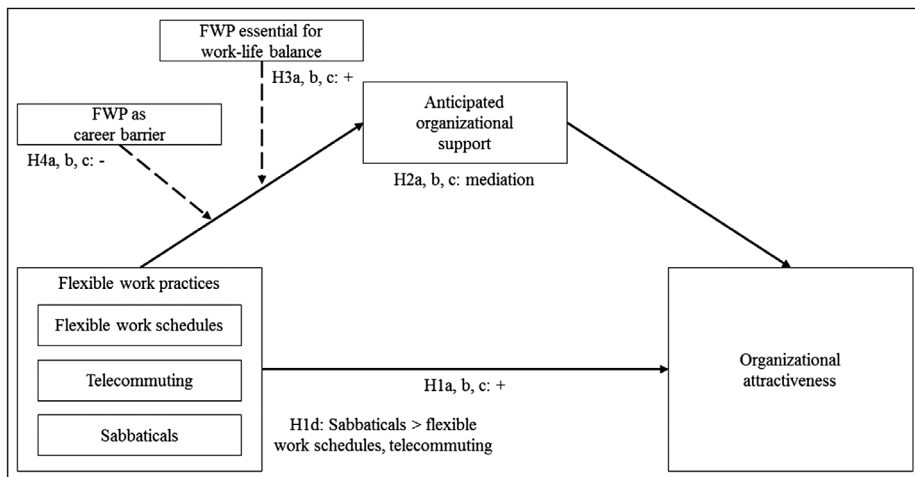 FWP essential for
work-life balance
H3a, b, c: +
FWP as
career barrier
H4a, b, c: -
Anticipated
organizational
support
H2a, b, c: mediation
Flexible work practices
Flexible work schedules
Telecommuting
Sabbaticals
H1a, b, c: +
H1d: Sabbaticals > flexible
work schedules, telecommuting
Organizational
attractiveness